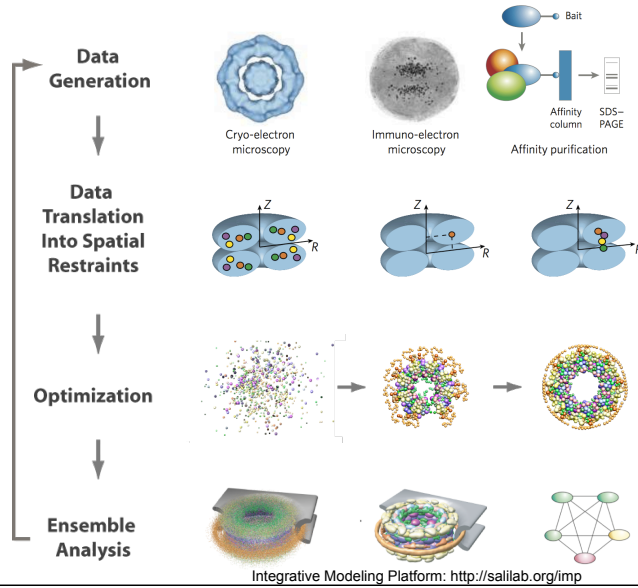 Data
Generation
Bait
Affinity
column
SDS–
PAGE
Cryo-electron
microscopy
Immuno-electron
microscopy
Affinity purification
Data
Translation
Into Spatial
Restraints
Z
R
Z
R
Z
R
Optimization
Ensemble
Analysis
Integrative Modeling Platform: http://salilab.org/imp